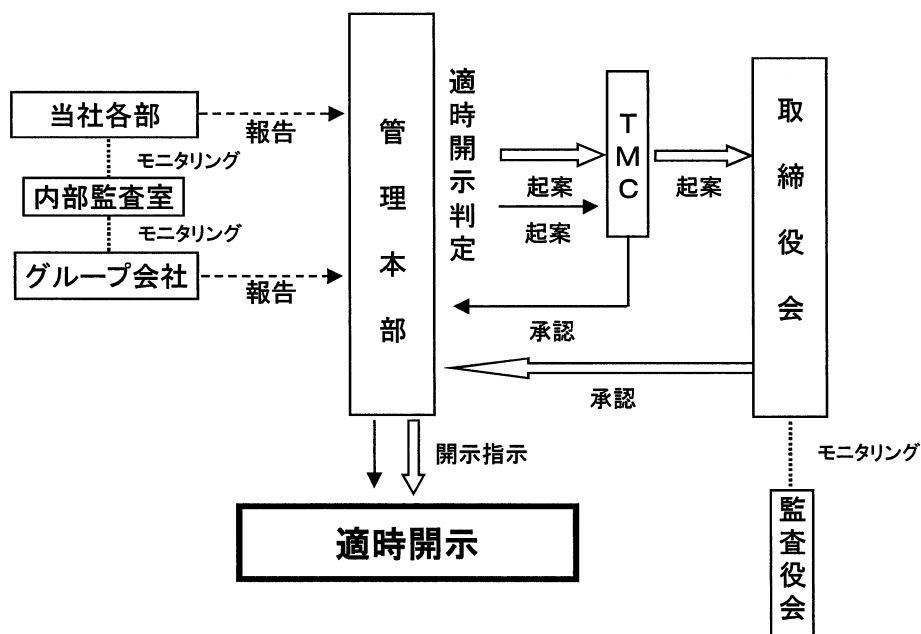 当社各部
報告
モニタリング
内部監査室
モニタリング
グループ会社
報告
管理本部
適時開示判定
起案
起案
TMC
起案
取締役会
承認
承認
開示指示
モニタリング
監査役会
適時開示